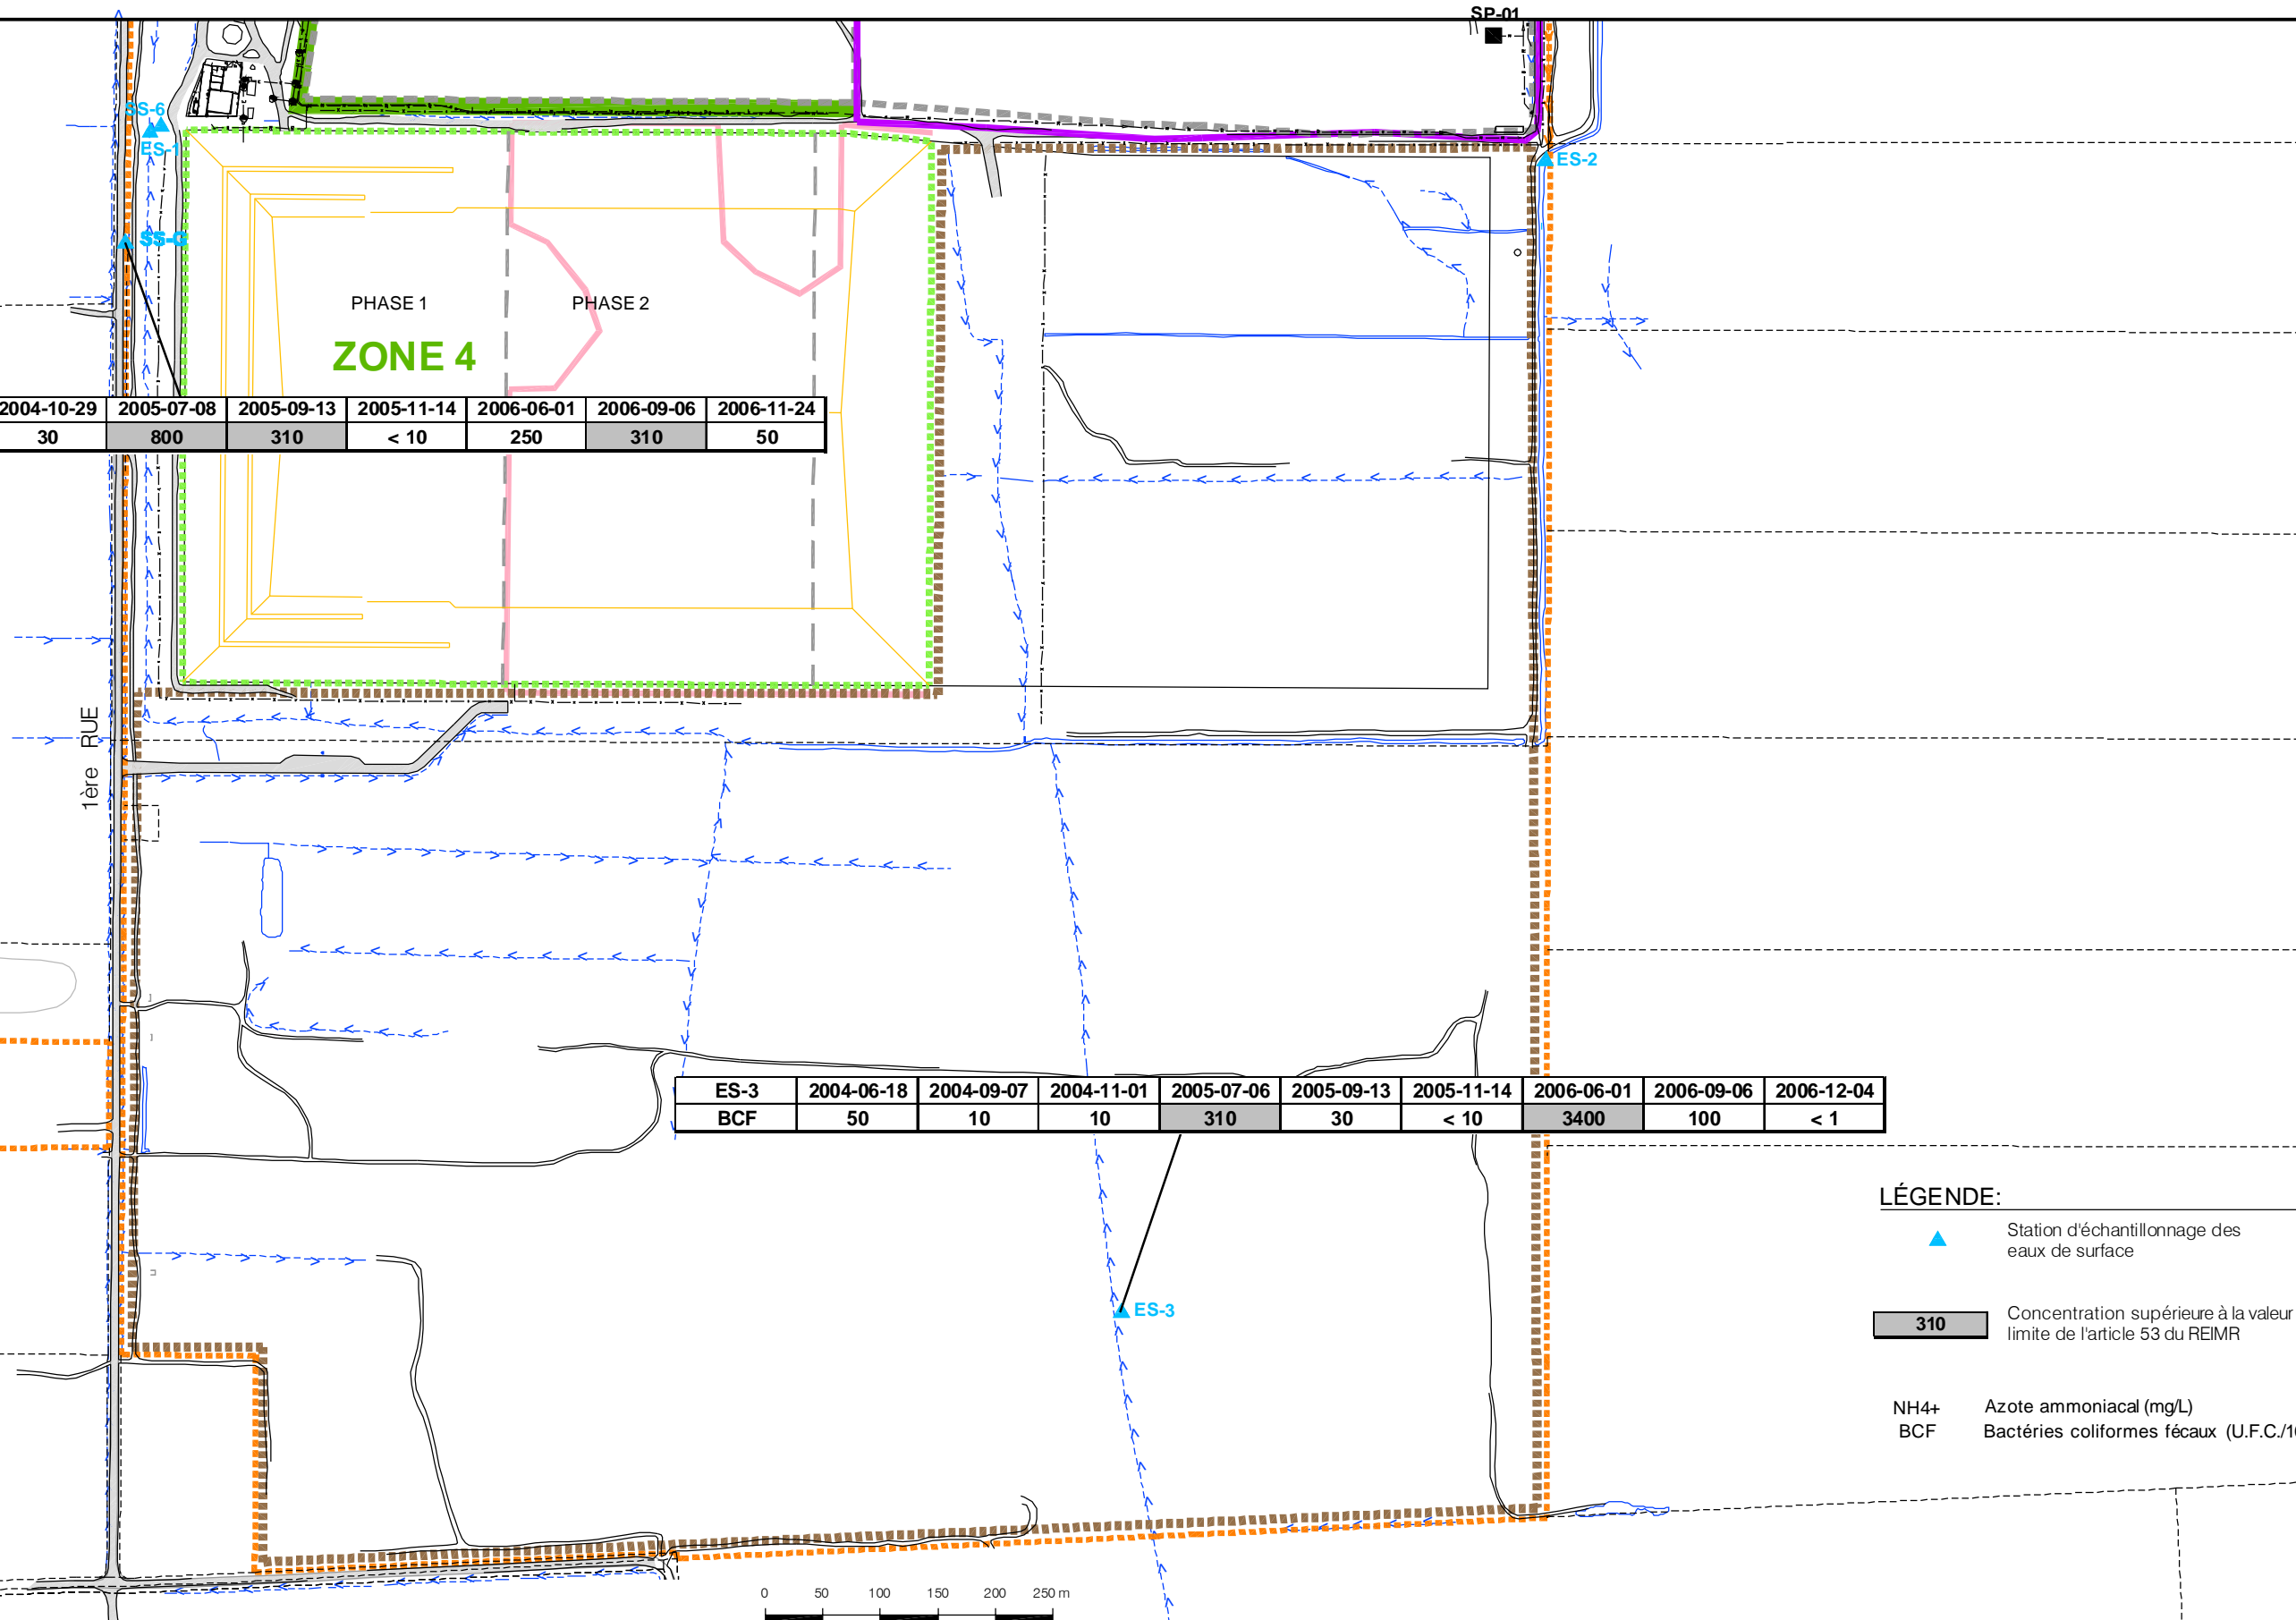 SP-01
SS-6
ES-1
ES-2
SS-G
PHASE 1 PHASE 2
ZONE 4
2004-10-29 2005-07-08 2005-09-13 2005-11-14 2006-06-01 2006-09-06 2006-11-24
30 800 310 < 10 250 310 50
1ère RUE
ES-3 2004-06-18 2004-09-07 2004-11-01 2005-07-06 2005-09-13 2005-11-14 2006-06-01 2006-09-06 2006-12-04
BCF 50 10 10 310 30 < 10 3400 100 < 1
ES-3
LÉGENDE:
Station d'échantillonnage des
eaux de surface
310 Concentration supérieure à la valeur
limite de l'article 53 du REIMR
NH4+ Azote ammoniacal (mg/L)
BCF Bactéries coliformes fécaux (U.F.C./
0 50 100 150 200 250 m